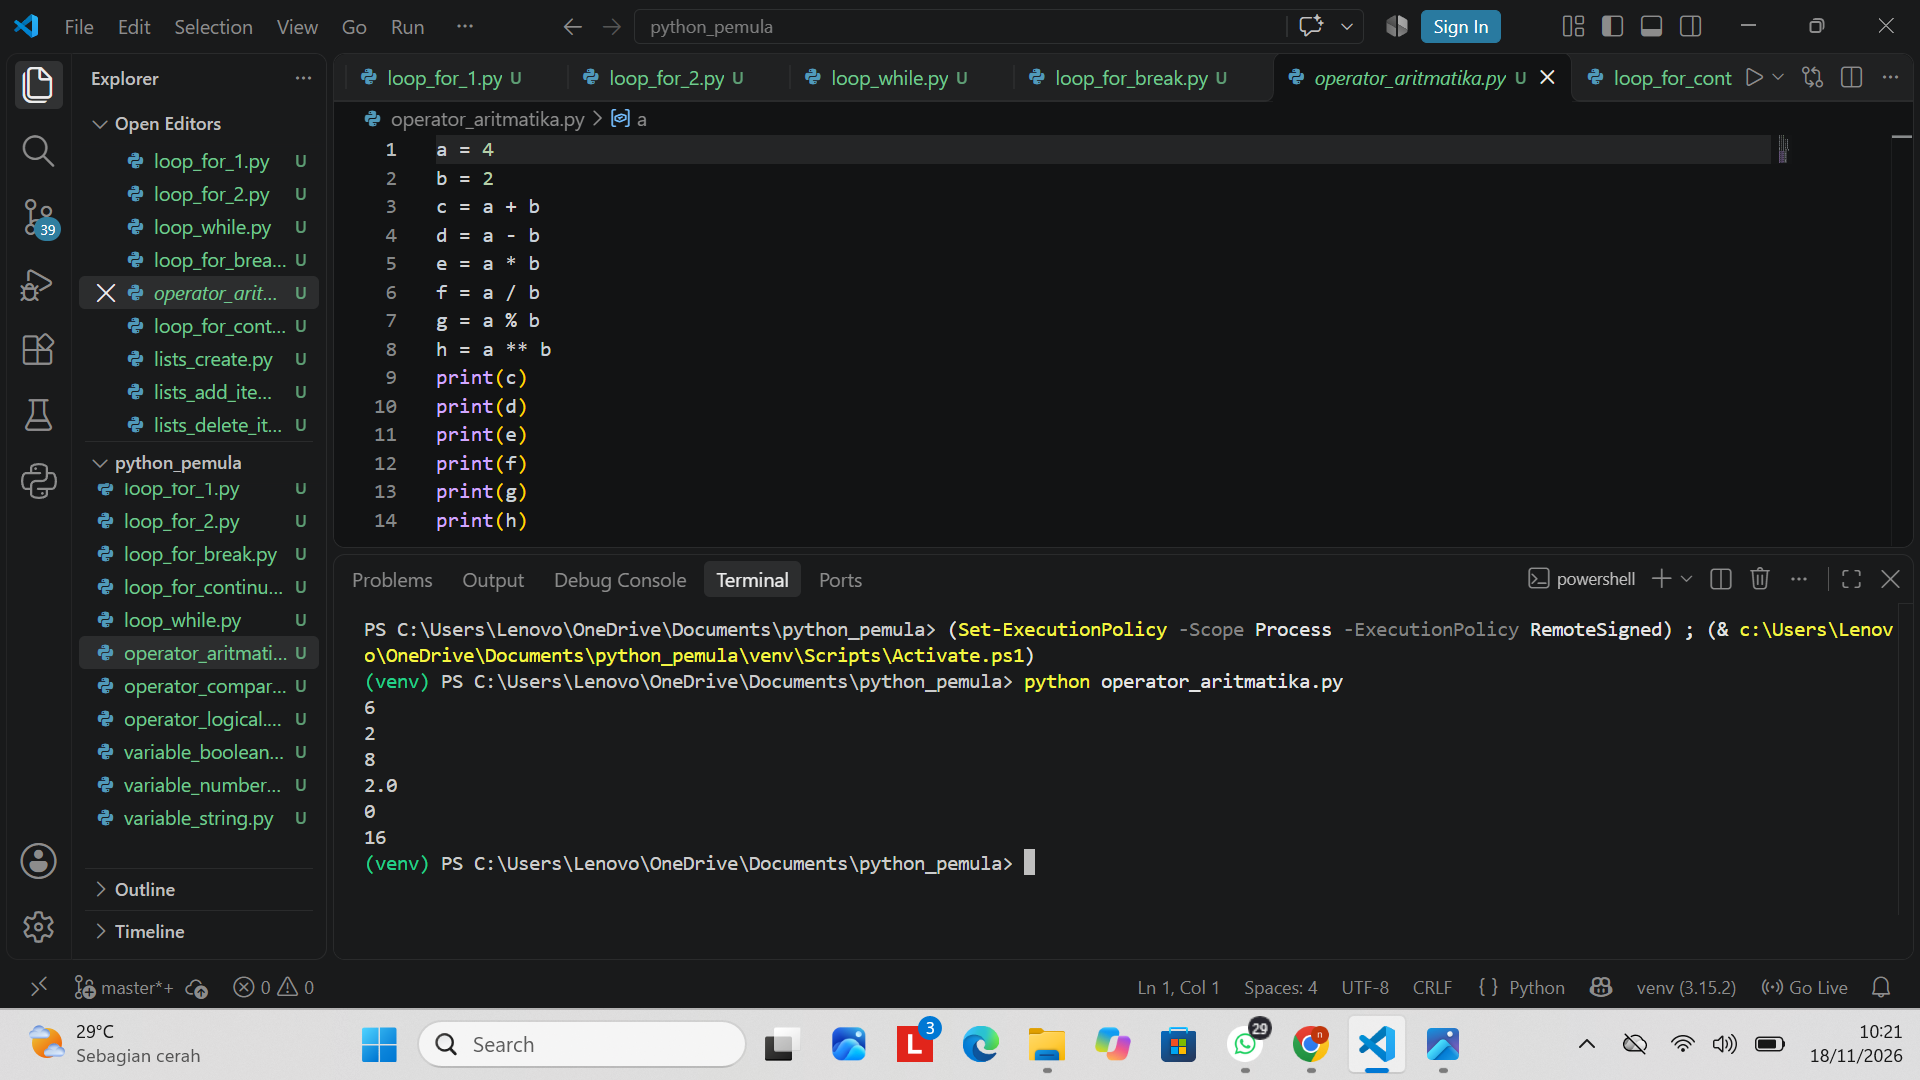 File Edit Selection View Go Run ··· python_pemula Sign In
Explorer ···
Open Editors
loop_for_1.py U
loop_for_2.py U
loop_while.py U
loop_for_brea... U
operator_arit... U
loop_for_cont... U
lists_create.py U
lists_add_ite... U
lists_delete_it... U
python_pemula
loop_for_1.py U
loop_for_2.py U
loop_for_break.py U
loop_for_continu... U
loop_while.py U
operator_aritmati... U
operator_compar... U
operator_logical.... U
variable_boolean... U
variable_number... U
variable_string.py U
Outline
Timeline
39
loop_for_1.py U loop_for_2.py U loop_while.py U loop_for_break.py U operator_aritmatika.py U loop_for_cont ···
operator_aritmatika.py > a
1 a = 4
2 b = 2
3 c = a + b
4 d = a - b
5 e = a * b
6 f = a / b
7 g = a % b
8 h = a ** b
9 print(c)
10 print(d)
11 print(e)
12 print(f)
13 print(g)
14 print(h)
Problems Output Debug Console Terminal Ports powershell ···
PS C:\Users\Lenovo\OneDrive\Documents\python_pemula> (Set-ExecutionPolicy -Scope Process -ExecutionPolicy RemoteSigned) ; (& c:\Users\Lenov
o\OneDrive\Documents\python_pemula\venv\Scripts\Activate.ps1)
(venv) PS C:\Users\Lenovo\OneDrive\Documents\python_pemula> python operator_aritmatika.py
6
2
8
2.0
0
16
(venv) PS C:\Users\Lenovo\OneDrive\Documents\python_pemula>
master*+ 0 0 Ln 1, Col 1 Spaces: 4 UTF-8 CRLF { } Python venv (3.15.2) Go Live
29°C
Sebagian cerah
Search
L 3
29
n
10:21
18/11/2026